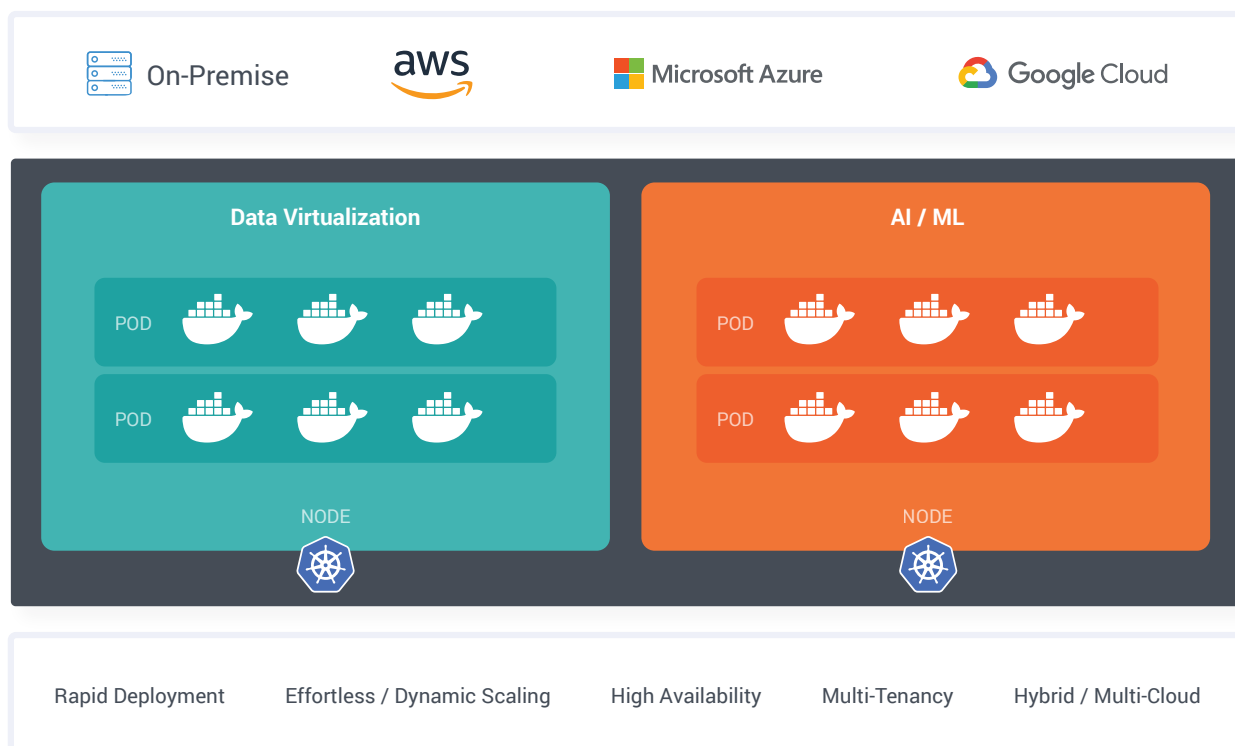 On-Premise
aws
Microsoft Azure
Google Cloud
Data Virtualization
POD
POD
NODE
AI / ML
POD
POD
NODE
Rapid Deployment
Effortless / Dynamic Scaling
High Availability
Multi-Tenancy
Hybrid / Multi-Cloud